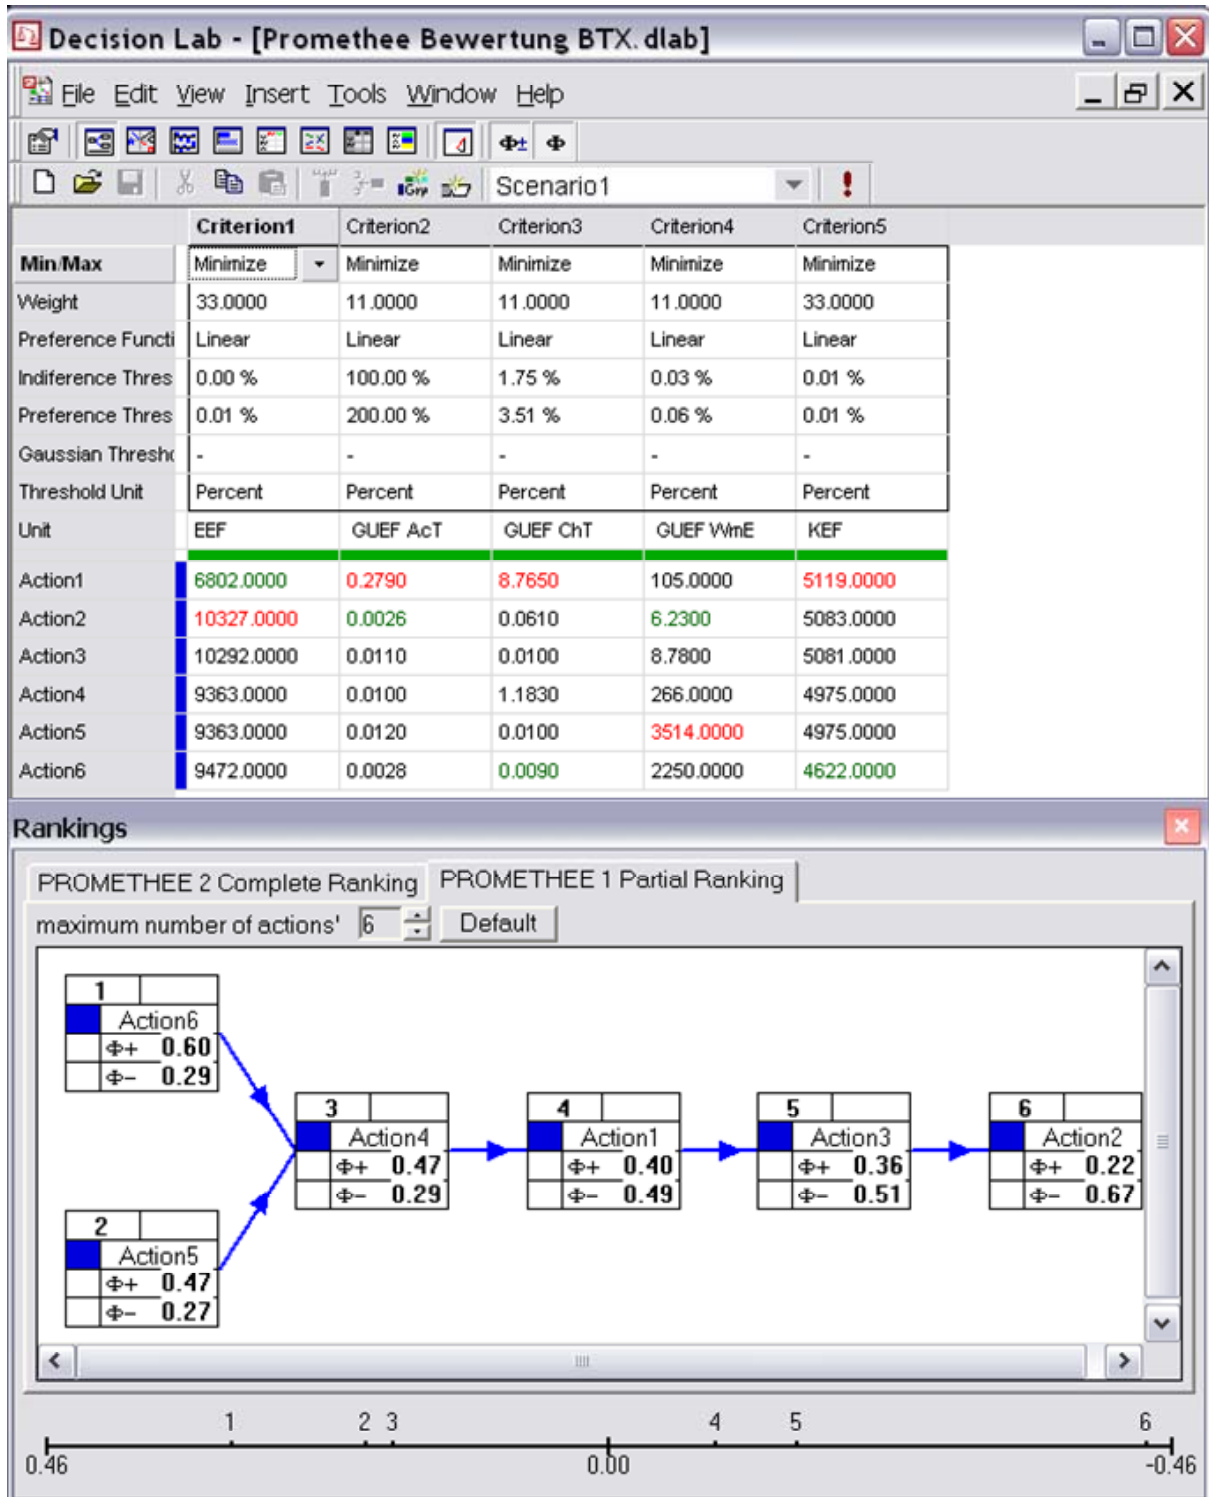 Decision Lab - [Promethee Bewertung BTX.dlab]
File Edit View Insert Tools Window Help
Φ± Φ
Scenario1
Criterion1 Criterion2 Criterion3 Criterion4 Criterion5
Min/Max Minimize Minimize Minimize Minimize Minimize
Weight 33.0000 11.0000 11.0000 11.0000 33.0000
Preference Functi Linear Linear Linear Linear Linear
Indiference Thres 0.00 % 100.00 % 1.75 % 0.03 % 0.01 %
Preference Thres 0.01 % 200.00 % 3.51 % 0.06 % 0.01 %
Gaussian Thresho - - - - -
Threshold Unit Percent Percent Percent Percent Percent
Unit EEF GUEF AcT GUEF ChT GUEF WmE KEF
Action1 6802.0000 0.2790 8.7650 105.0000 5119.0000
Action2 10327.0000 0.0026 0.0610 6.2300 5083.0000
Action3 10292.0000 0.0110 0.0100 8.7800 5081.0000
Action4 9363.0000 0.0100 1.1830 266.0000 4975.0000
Action5 9363.0000 0.0120 0.0100 3514.0000 4975.0000
Action6 9472.0000 0.0028 0.0090 2250.0000 4622.0000
Rankings
PROMETHEE 2 Complete Ranking PROMETHEE 1 Partial Ranking
maximum number of actions' 6 Default
1
Action6
Φ+ 0.60
Φ- 0.29
2
Action5
Φ+ 0.47
Φ- 0.27
3
Action4
Φ+ 0.47
Φ- 0.29
4
Action1
Φ+ 0.40
Φ- 0.49
5
Action3
Φ+ 0.36
Φ- 0.51
6
Action2
Φ+ 0.22
Φ- 0.67
1 2 3 4 5 6
0.46 0.00 -0.46